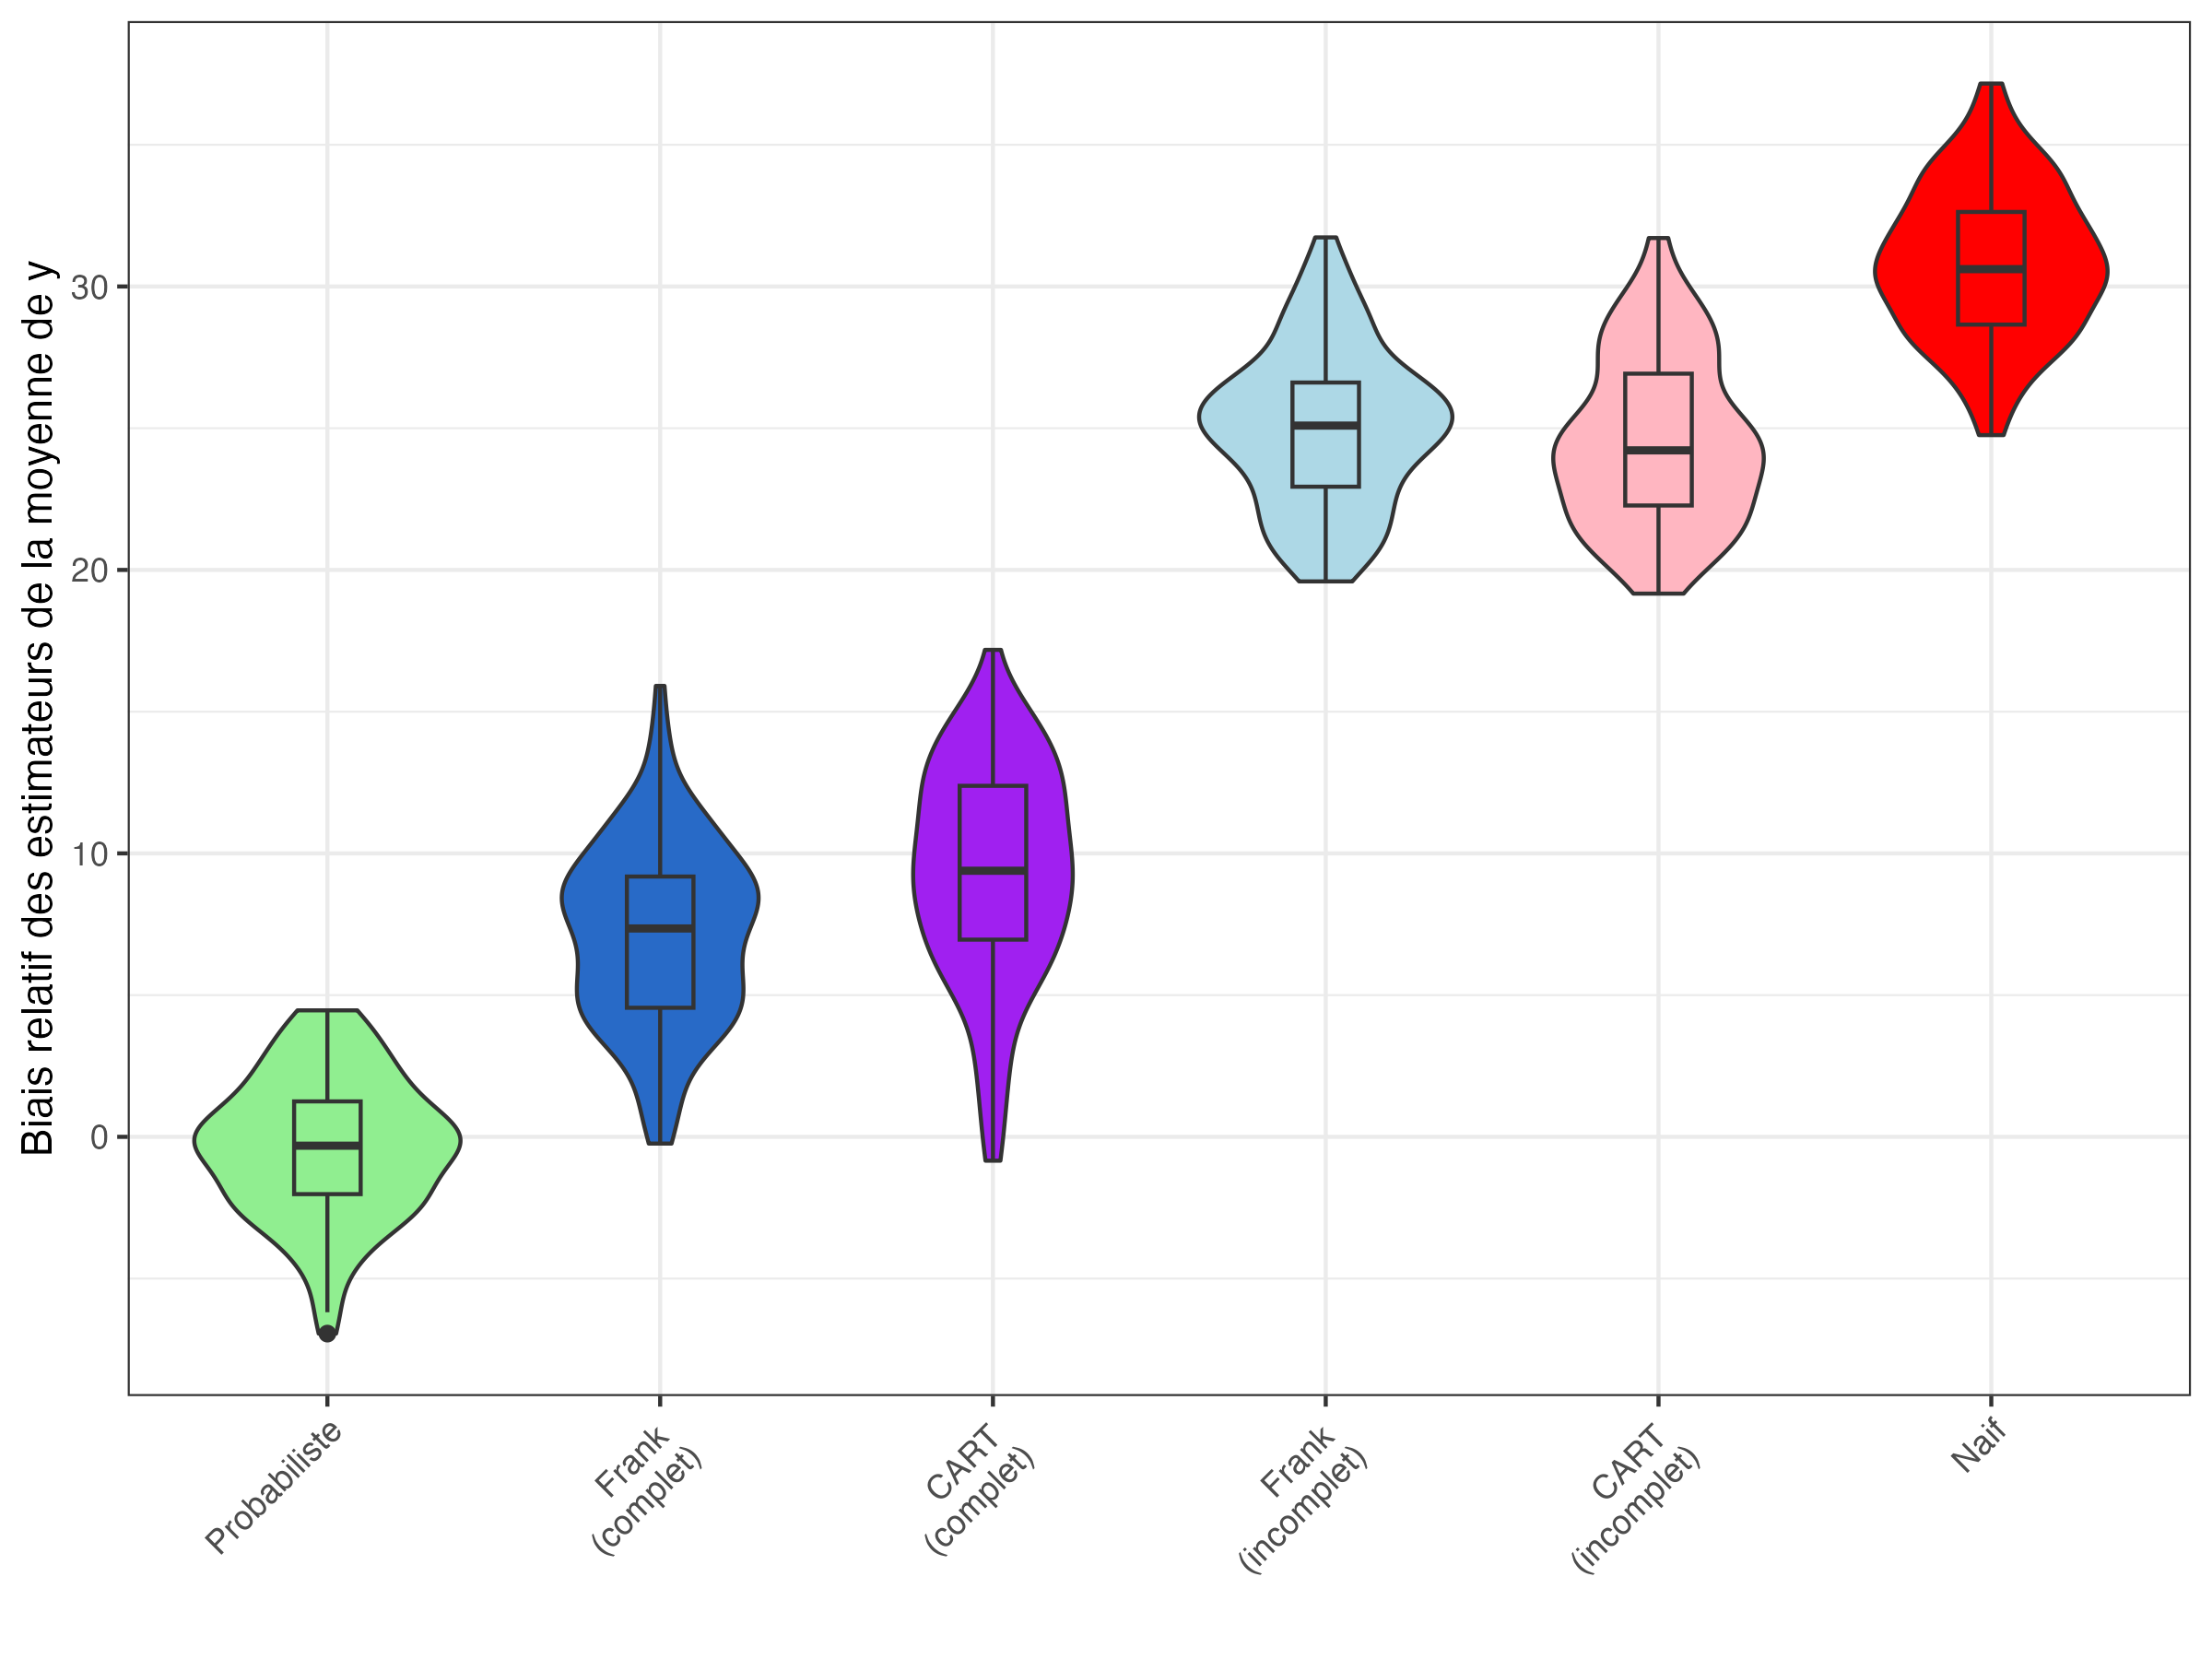 Biais relatif des estimateurs de la moyenne de y
30
20
10
0
Probabiliste
Frank
(complet)
CART
(complet)
Frank
(incomplet)
CART
(incomplet)
Naif